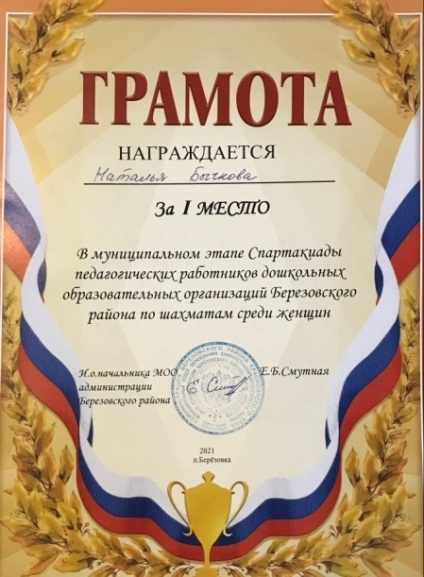 ГРАМОТА
НАГРАЖДАЕТСЯ
Наталья Бычкова
За I МЕСТО
В муниципальном этапе Спартакиады
педагогических работников дошкольных
образовательных организаций Березовского
района по шахматам среди женщин
И.о.начальника МОО
администрации
Березовского района
Е.Б.Смутная
2021
п.Берёзовка